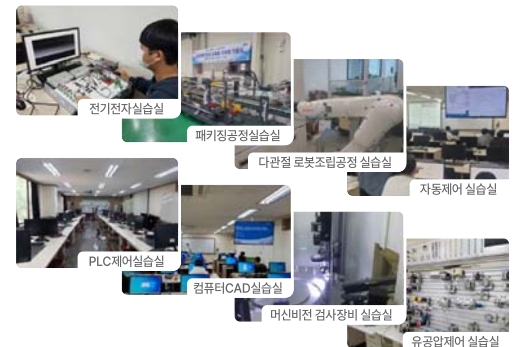 전기전자실습실
패키징공정실습실
다관절 로봇조립공정 실습실
자동제어 실습실
PLC제어실습실
컴퓨터CAD실습실
머신비전 검사장비 실습실
유공압제어 실습실